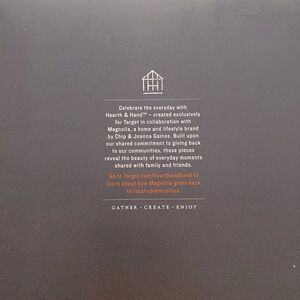 Celebrate the everyday with
Hearth & Hand™ – created exclusively
for Target in collaboration with
Magnolia, a home and lifestyle brand
by Chip & Joanna Gaines. Built upon
our shared commitment to giving back
to our communities, these pieces
reveal the beauty of everyday moments
shared with family and friends.
Go to Target.com/hearthandhand to
learn about how Magnolia gives back
to local communities.
GATHER · CREATE · ENJOY